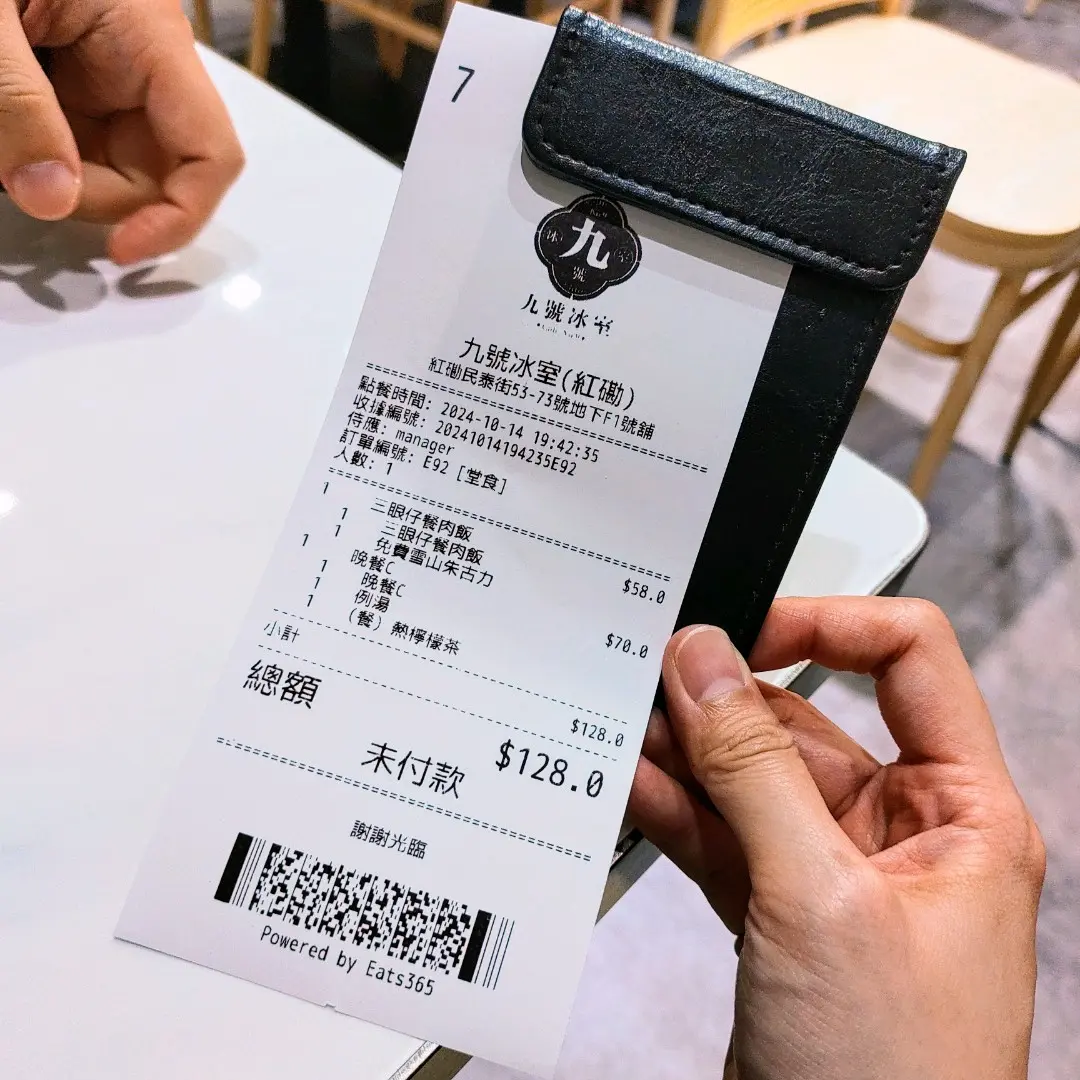 7
九
號
九號冰室
九號冰室(紅磡)
紅磡民泰街53-73號地下F1號舖
點餐時間: 2024-10-14 19:42:35
收據編號: 20241014194235E92
侍應: manager
訂單編號: E92 [堂食]
人數: 1
1 三眼仔餐肉飯 $58.0
1 三眼仔餐肉飯
1 免費雪山朱古力
1 晚餐C $70.0
1 晚餐C
1 例湯
1 (餐) 熱檸檬茶
小計 $128.0
總額 $128.0
未付款
謝謝光臨
Powered by Eats365